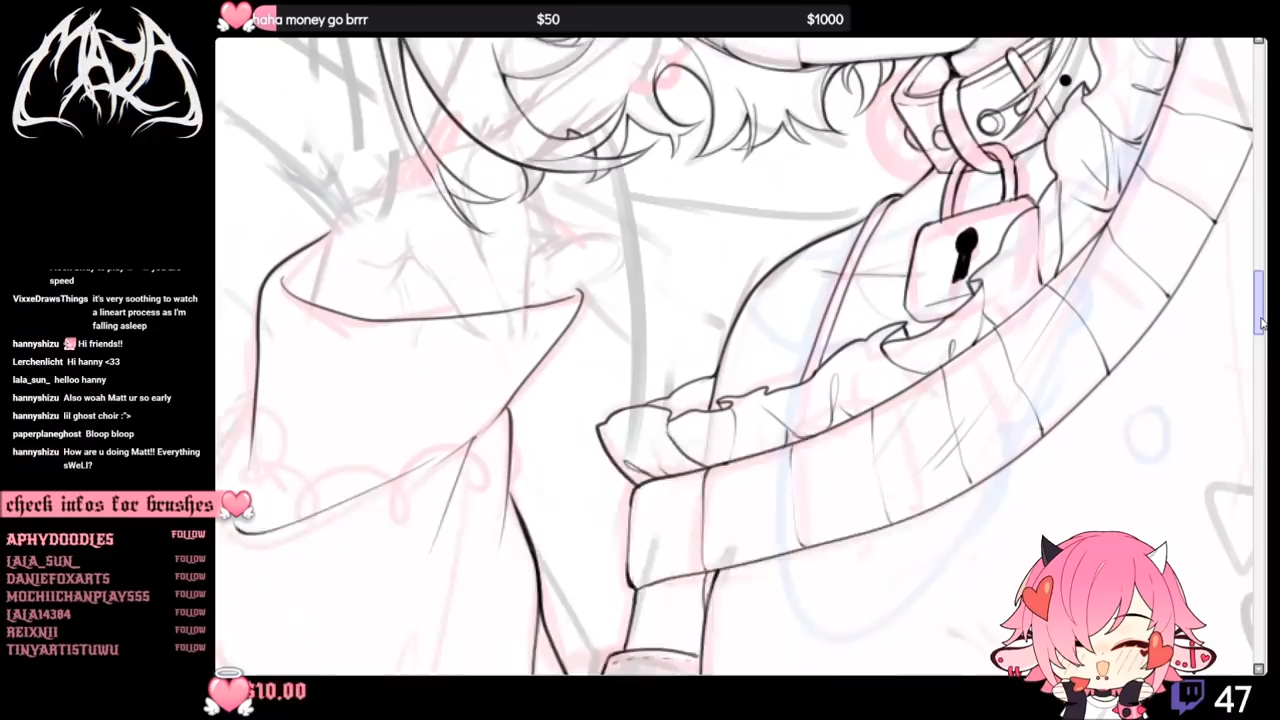 haha money go brrr $50 $1000
MAZA
speed
VixxeDrawsThings it's very soothing to watch
a lineart process as I'm
falling asleep
hannyshizu Hi friends!!
Lerchenlicht Hi hanny <33
lala_sun_ helloo hanny
hannyshizu Also woah Matt ur so early
hannyshizu lil ghost choir :">
paperplaneghost Bloop bloop
hannyshizu How are u doing Matt!! Everything
sWeLl?
check infos for brushes
APHYDOODLES FOLLOW
LALA_SUN_ FOLLOW
DANIEFOXARTS FOLLOW
MOCHIICHANPLAYSSS FOLLOW
LALA14384 FOLLOW
REIXNII FOLLOW
TINYARTISTUWU FOLLOW
$10.00
47